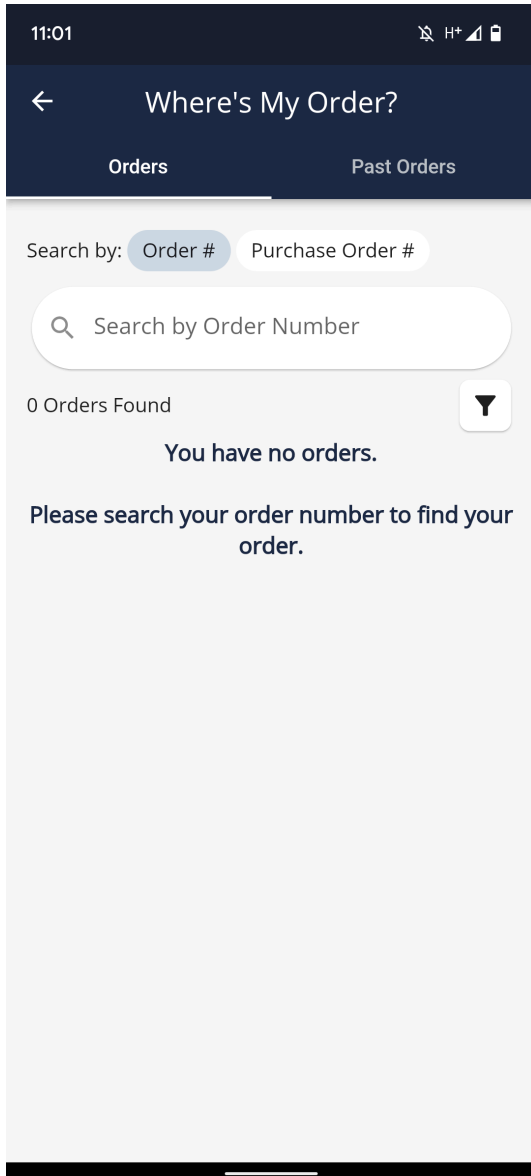 11:01 H+
Where's My Order?
Orders Past Orders
Search by: Order # Purchase Order #
Search by Order Number
0 Orders Found
You have no orders.
Please search your order number to find your
order.